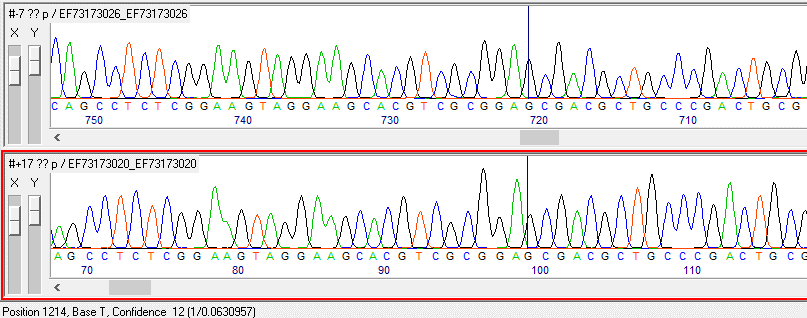 #-7 ?? p / EF73173026_EF73173026
X Y
C A G C C T C T C G G A A G T A G G A A G C A C G T C G C G G A G C G A C G C T G C C C G A C T G C G
750 740 730 720 710
<
#+17 ?? p / EF73173020_EF73173020
X Y
A G C C T C T C G G A A G T A G G A A G C A C G T C G C G G A G C G A C G C T G C C C G A C T G C G
70 80 90 100 110
<
Position 1214, Base T, Confidence 12 (1/0.0630957)